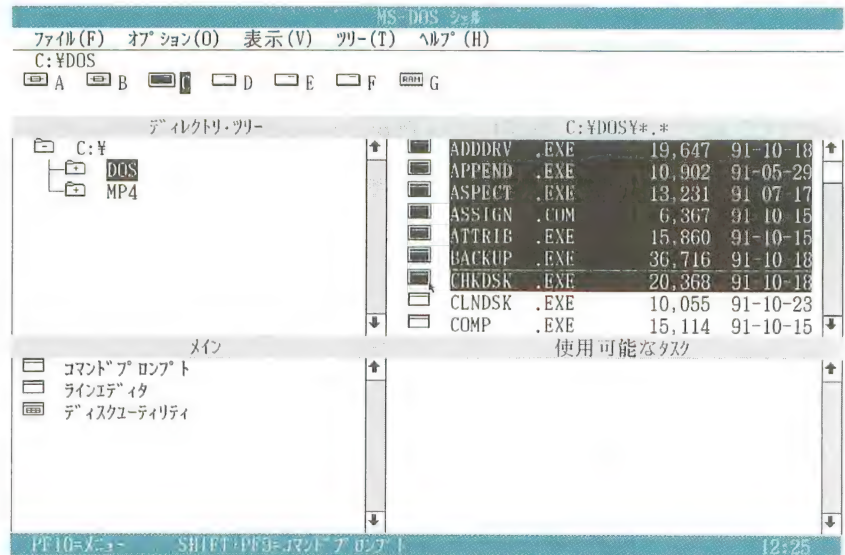 MS-DOS シェル
ファイル(F) オプション(O) 表示(V) ツリー(T) ヘルプ(H)
C:¥DOS
A B C D E F RAM G
ディレクトリ・ツリー
C:¥
DOS
MP4
C:¥DOS¥*.*
ADDDRV .EXE 19,647 91-10-18
APPEND .EXE 10,902 91-05-29
ASPECT .EXE 13,231 91-07-17
ASSIGN .COM 6,367 91-10-15
ATTRIB .EXE 15,860 91-10-15
BACKUP .EXE 36,716 91-10-18
CHKDSK .EXE 20,368 91-10-18
CLNDSK .EXE 10,055 91-10-23
COMP .EXE 15,114 91-10-15
メイン
コマンドプロンプト
ラインエディタ
ディスクユーティリティ
使用可能なタスク
PF10=メニュー SHIFT+PF9=コマンドプロンプト 12:25